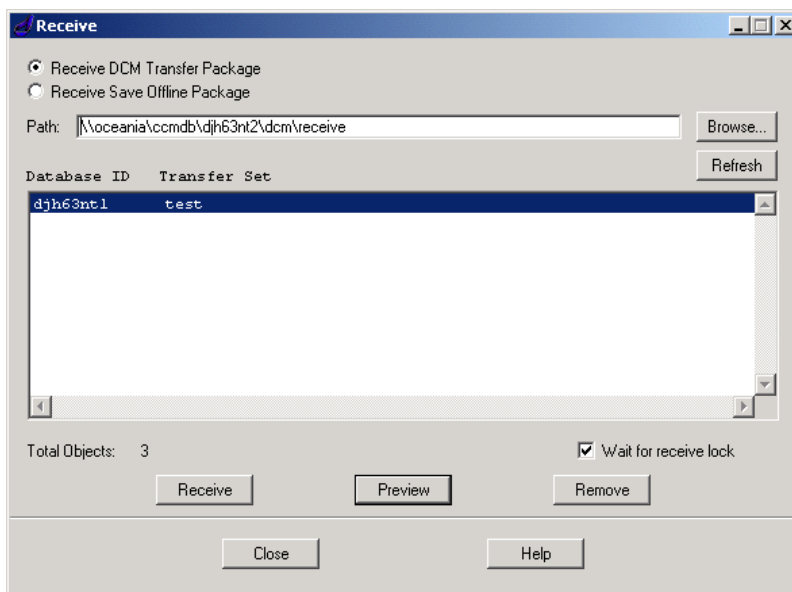 Receive
Receive DCM Transfer Package
Receive Save Offline Package
Path: \\oceania\ccmdb\djh63nt2\dcm\receive Browse...
Refresh
Database ID Transfer Set
djh63nt1 test
Total Objects: 3 Wait for receive lock
Receive Preview Remove
Close Help